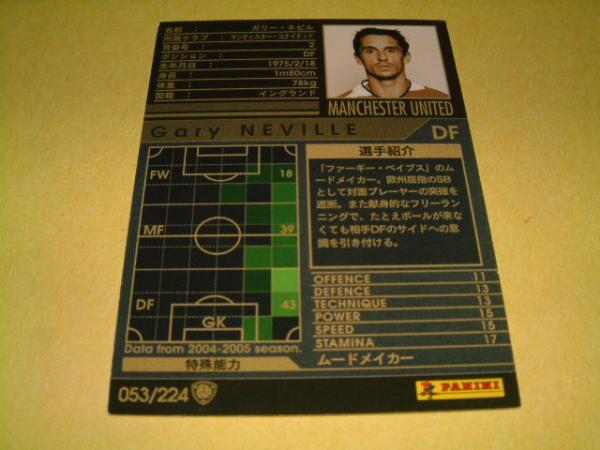 名前 : ガリー・ネビル
所属クラブ : マンチェスター・ユナイテッド
背番号 : 2
ポジション : DF
生年月日 : 1975/2/18
身長 : 1m80cm
体重 : 78kg
国籍 : イングランド
MANCHESTER UNITED
Gary NEVILLE DF
FW 18
MF 39
DF 43
GK
Data from 2004-2005 season.
選手紹介
「ファーギー・ベイブス」のム
ードメイカー。欧州屈指のSB
として対面プレーヤーの突破を
遮断。また献身的なフリーラン
ニングで、たとえボールが来な
くても相手DFのサイドへの意
識を引き付ける。
OFFENCE 11
DEFENCE 13
TECHNIQUE 13
POWER 15
SPEED 15
STAMINA 17
特殊能力 ムードメイカー
053/224
PANINI